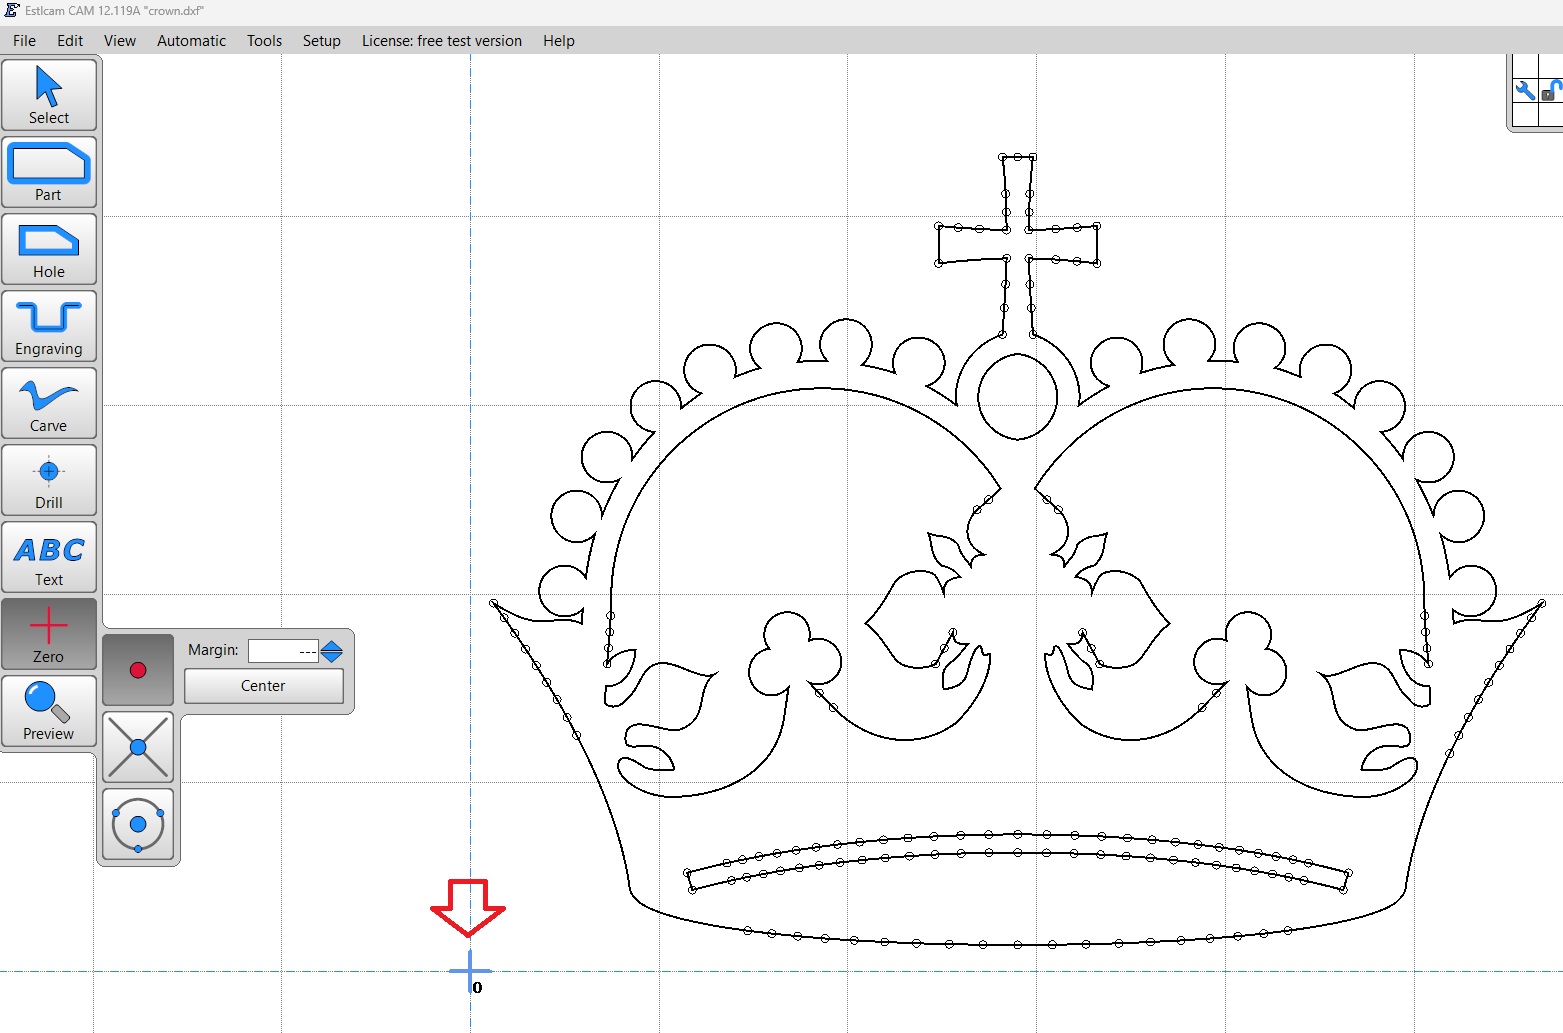 Estlcam CAM 12.119A "crown.dxf"
File Edit View Automatic Tools Setup License: free test version Help
Select
Part
Hole
Engraving
Carve
Drill
ABC
Text
Zero
Margin: ---
Center
Preview
0